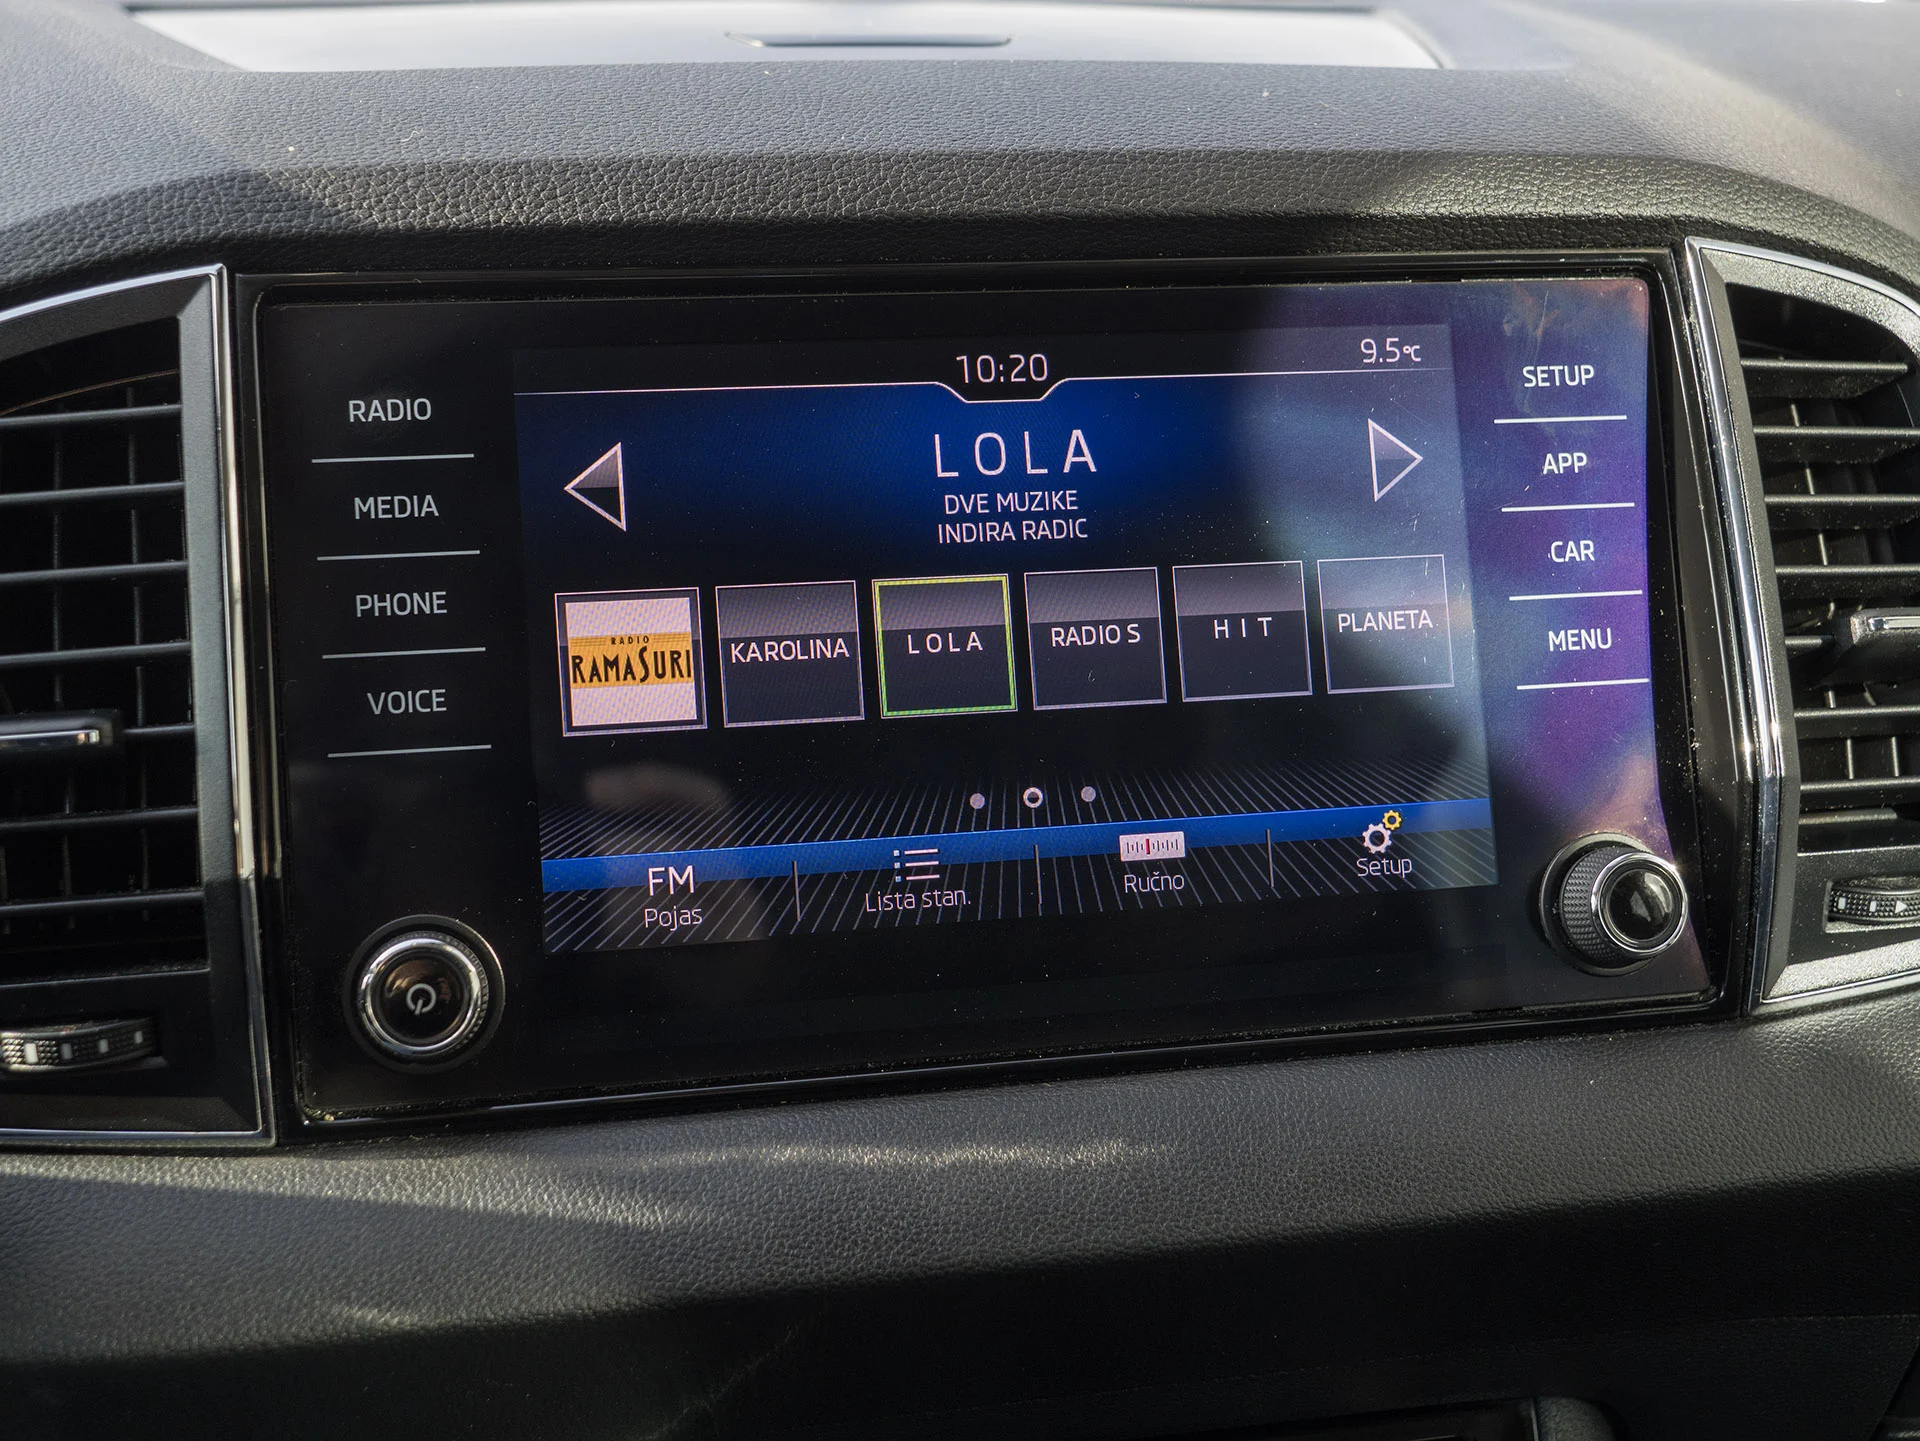 10:20
9.5°C
RADIO
MEDIA
PHONE
VOICE
LOLA
DVE MUZIKE
INDIRA RADIC
RADIO
RAMASURI
KAROLINA
LOLA
RADIO S
HIT
PLANETA
FM
Pojas
Lista stan.
Ručno
Setup
SETUP
APP
CAR
MENU